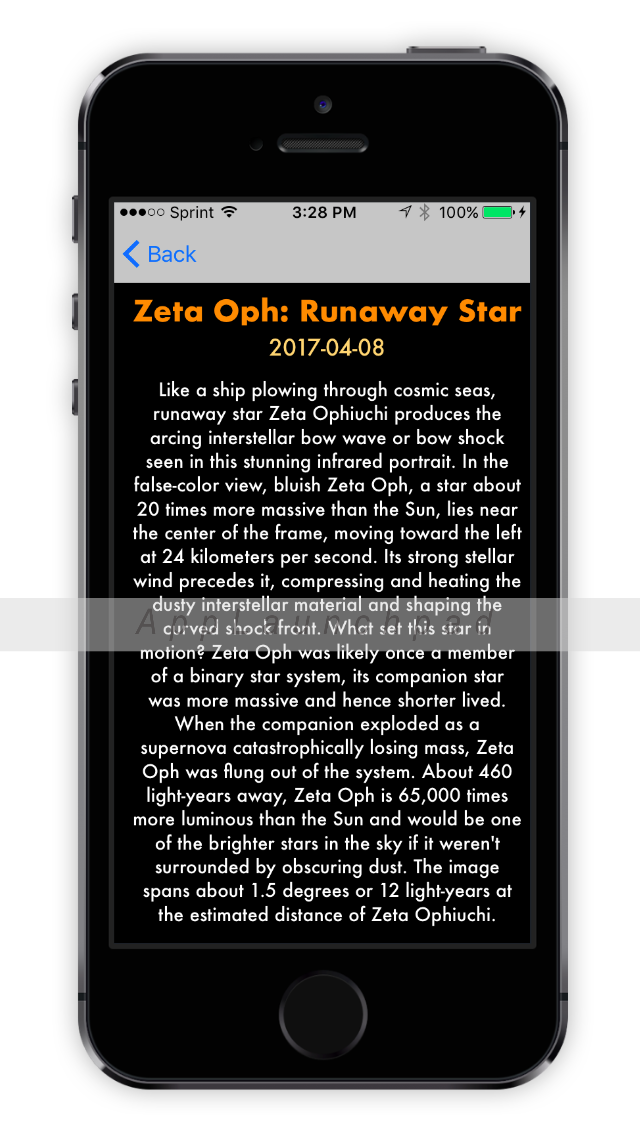 Sprint 3:28 PM 100%
Back
Zeta Oph: Runaway Star
2017-04-08
Like a ship plowing through cosmic seas,
runaway star Zeta Ophiuchi produces the
arcing interstellar bow wave or bow shock
seen in this stunning infrared portrait. In the
false-color view, bluish Zeta Oph, a star about
20 times more massive than the Sun, lies near
the center of the frame, moving toward the left
at 24 kilometers per second. Its strong stellar
wind precedes it, compressing and heating the
dusty interstellar material and shaping the
AppLaunchpad
curved shock front. What set this star in
motion? Zeta Oph was likely once a member
of a binary star system, its companion star
was more massive and hence shorter lived.
When the companion exploded as a
supernova catastrophically losing mass, Zeta
Oph was flung out of the system. About 460
light-years away, Zeta Oph is 65,000 times
more luminous than the Sun and would be one
of the brighter stars in the sky if it weren't
surrounded by obscuring dust. The image
spans about 1.5 degrees or 12 light-years at
the estimated distance of Zeta Ophiuchi.